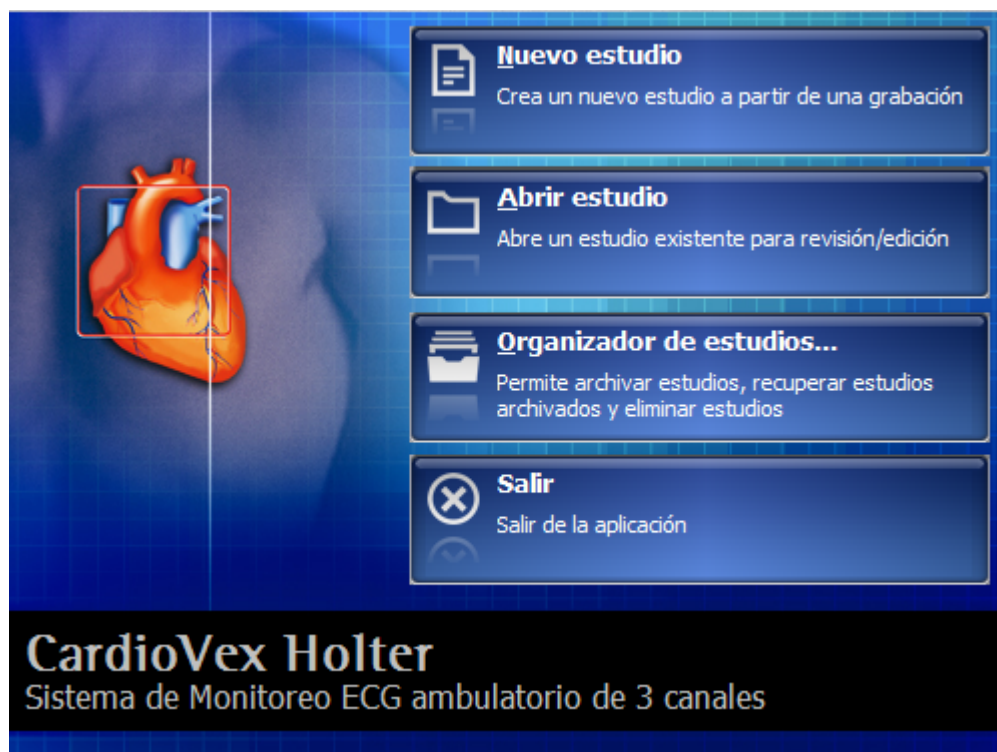 Nuevo estudio
Crea un nuevo estudio a partir de una grabación
Abrir estudio
Abre un estudio existente para revisión/edición
Organizador de estudios...
Permite archivar estudios, recuperar estudios
archivados y eliminar estudios
Salir
Salir de la aplicación
CardioVex Holter
Sistema de Monitoreo ECG ambulatorio de 3 canales